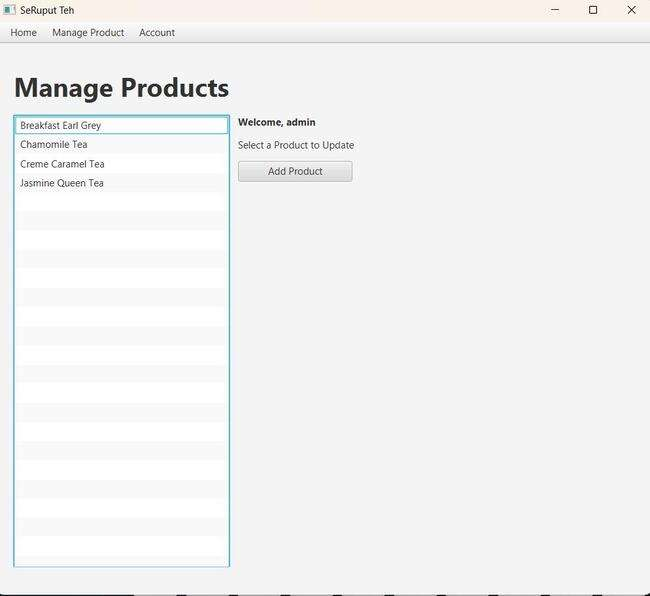 SeRuput Teh
Home Manage Product Account
Manage Products
Breakfast Earl Grey
Chamomile Tea
Creme Caramel Tea
Jasmine Queen Tea
Welcome, admin
Select a Product to Update
Add Product